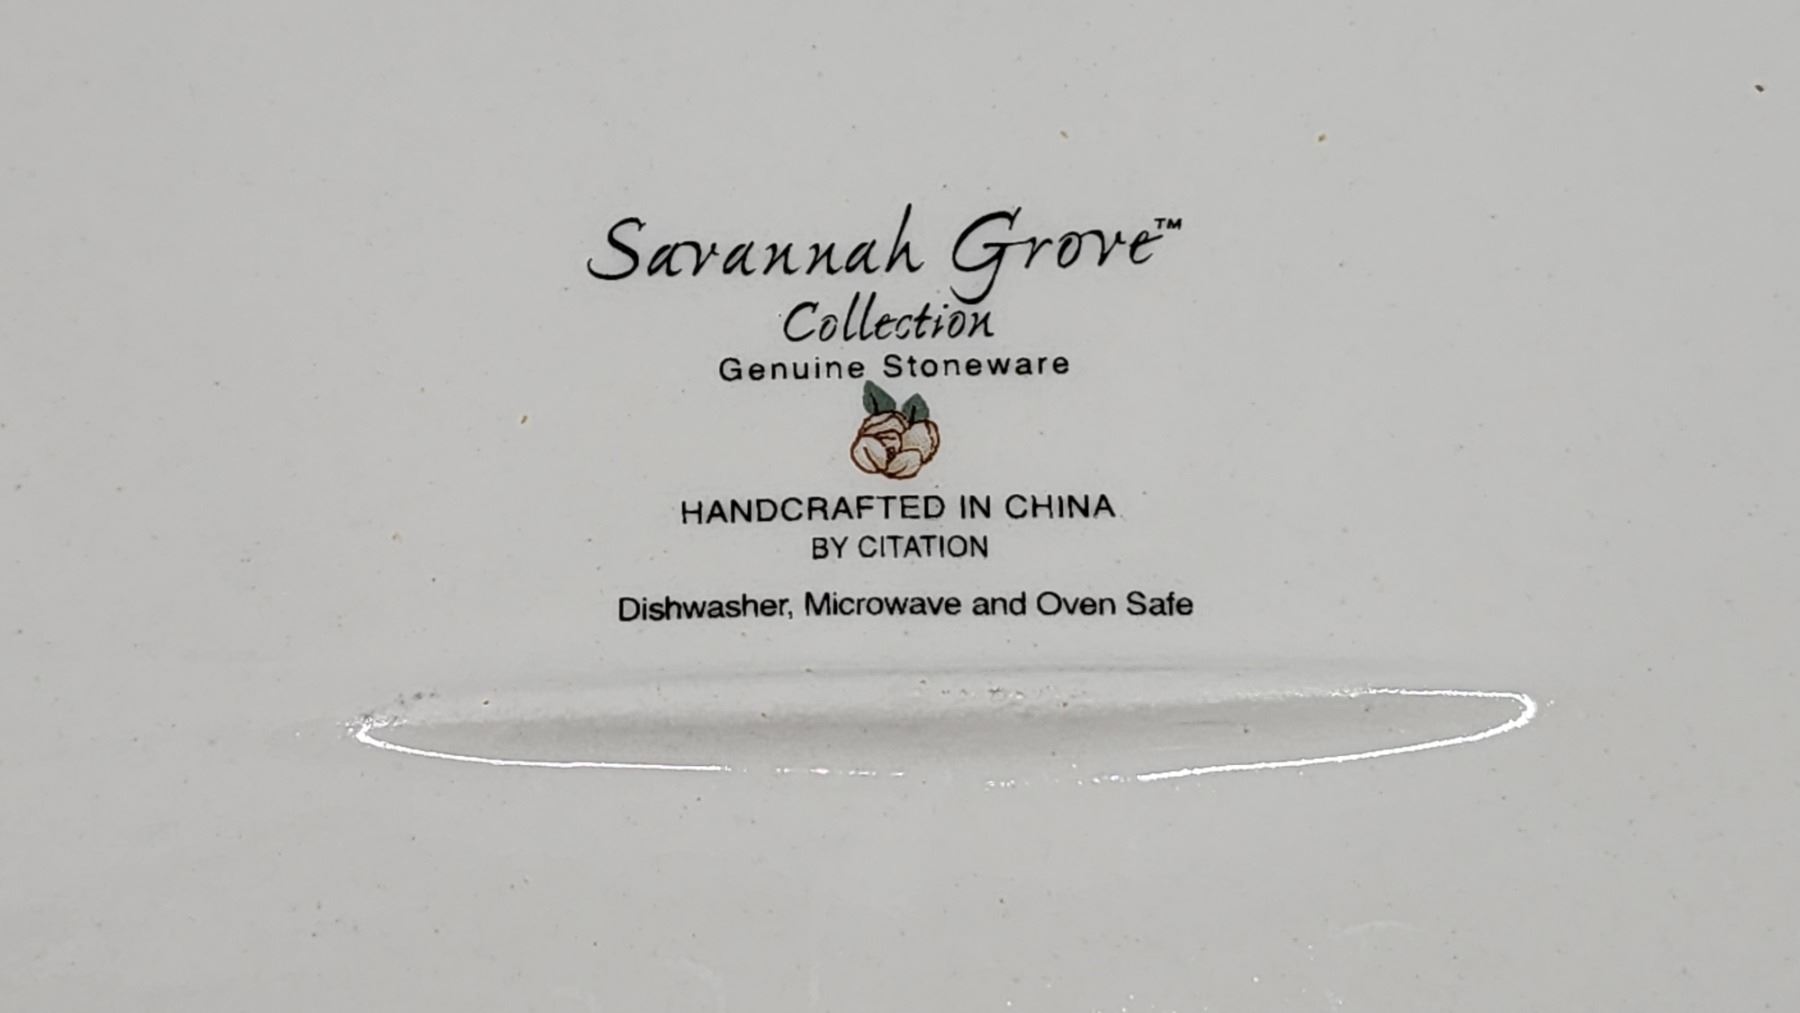 Savannah Grove™
Collection
Genuine Stoneware
HANDCRAFTED IN CHINA
BY CITATION
Dishwasher, Microwave and Oven Safe